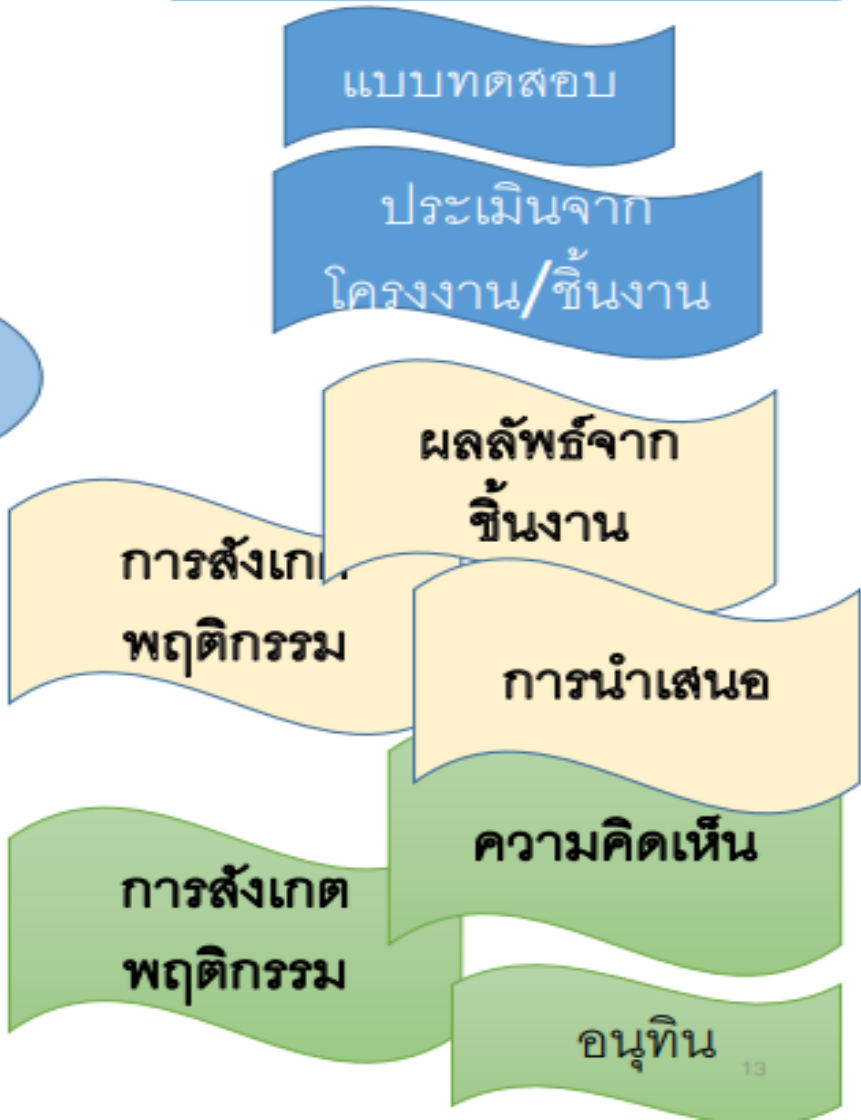 แบบทดสอบ
ประเมินจาก
โครงงาน/ชิ้นงาน
ผลลัพธ์จาก
ชิ้นงาน
การสังเกต
พฤติกรรม
การนำเสนอ
ความคิดเห็น
การสังเกต
พฤติกรรม
อนุทิน
13